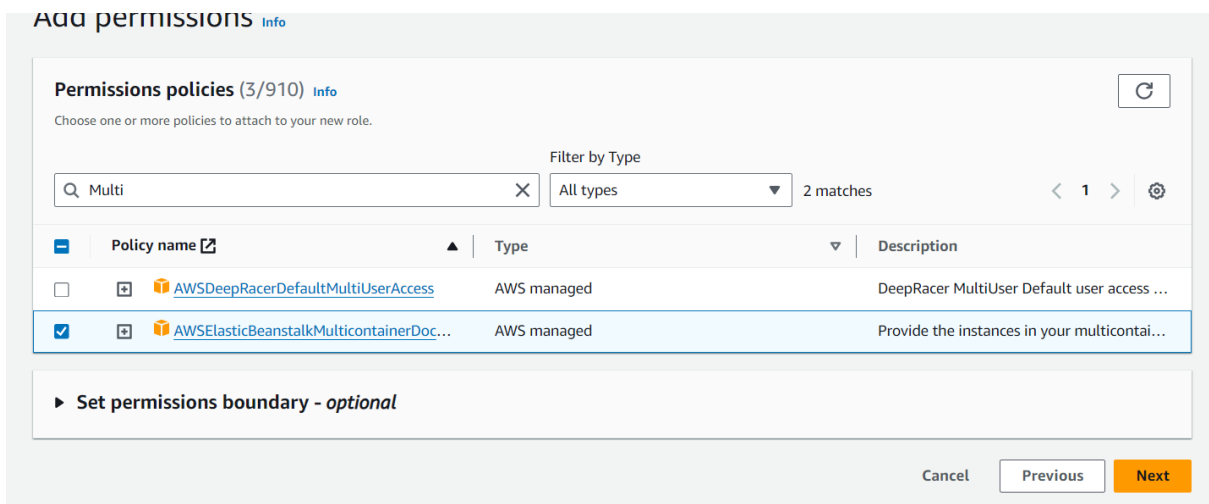 Add permissions Info
Permissions policies (3/910) Info
Choose one or more policies to attach to your new role.
Filter by Type
Multi All types 2 matches 1
Policy name Type Description
AWSDeepRacerDefaultMultiUserAccess AWS managed DeepRacer MultiUser Default user access ...
AWSElasticBeanstalkMulticontainerDoc... AWS managed Provide the instances in your multicontai...
Set permissions boundary - optional
Cancel Previous Next